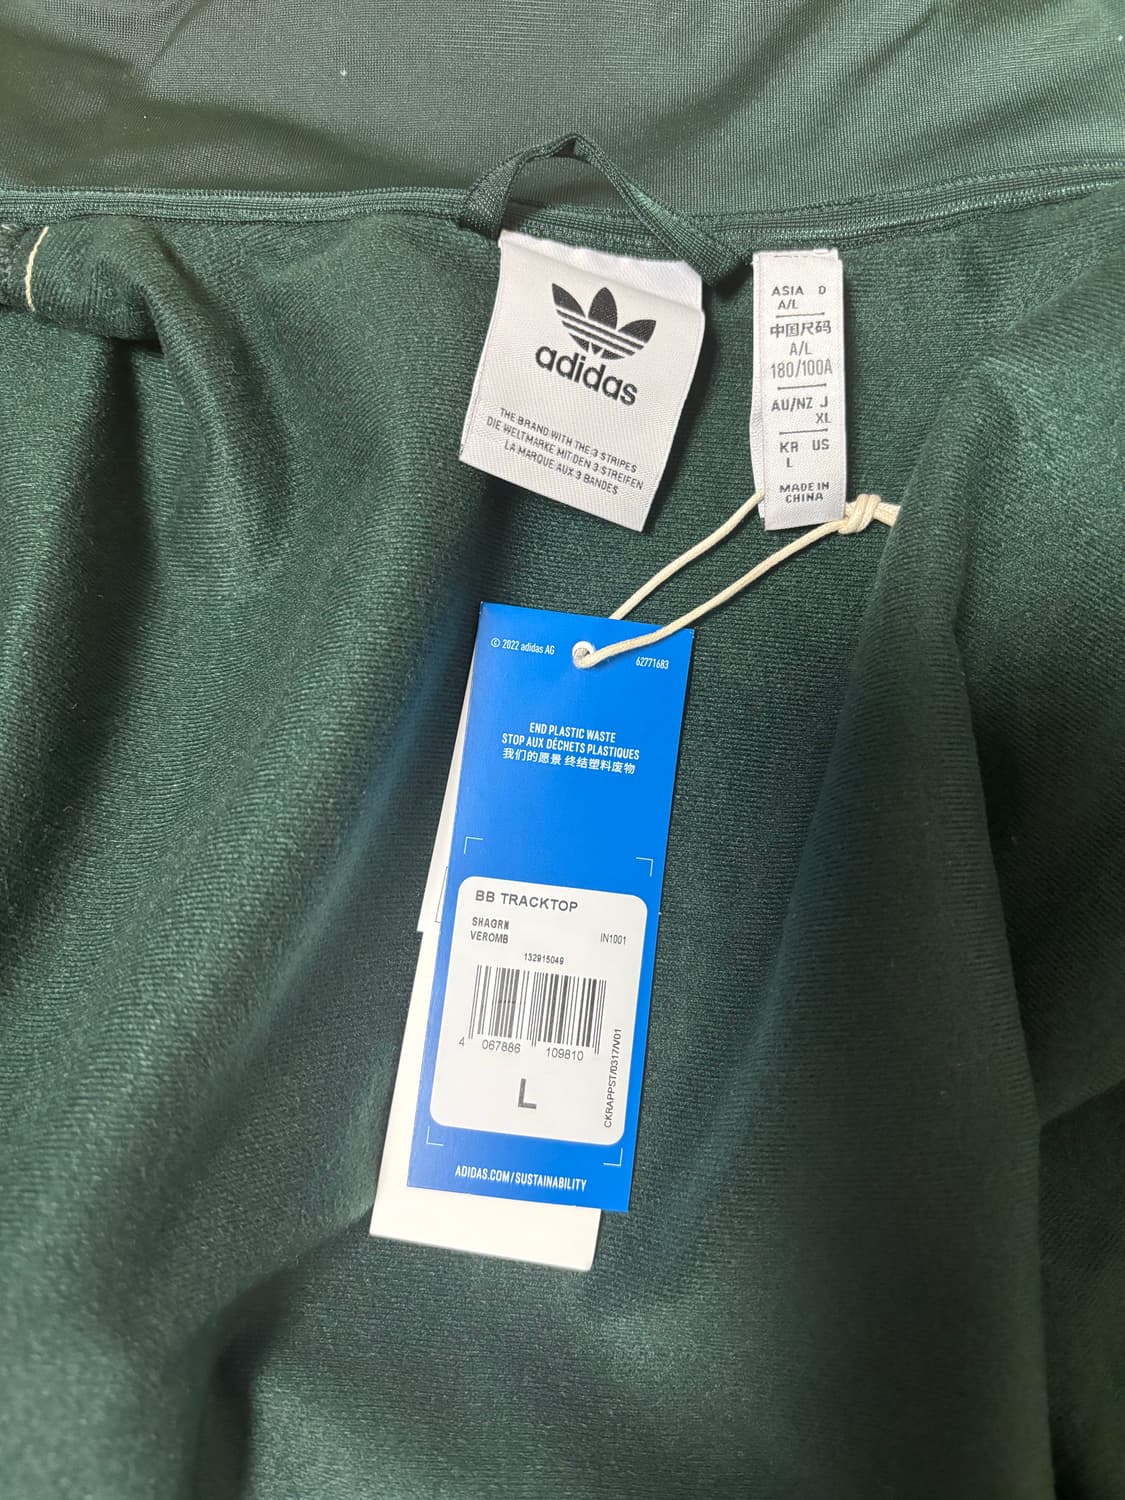 adidas
THE BRAND WITH THE 3 STRIPES
DIE WELTMARKE MIT DEN 3 STREIFEN
LA MARQUE AUX 3 BANDES
ASIA D
A/L
中国尺码
A/L
180/100A
AU/NZ J
XL
KR US
L
MADE IN
CHINA
© 2022 adidas AG
62771683
END PLASTIC WASTE
STOP AUX DÉCHETS PLASTIQUES
我们的愿景 终结塑料废物
BB TRACKTOP
SHAGRN
VEROMB
IN1001
132915049
4 067886 109810
L
CKRAPPST/0317/V01
ADIDAS.COM/SUSTAINABILITY